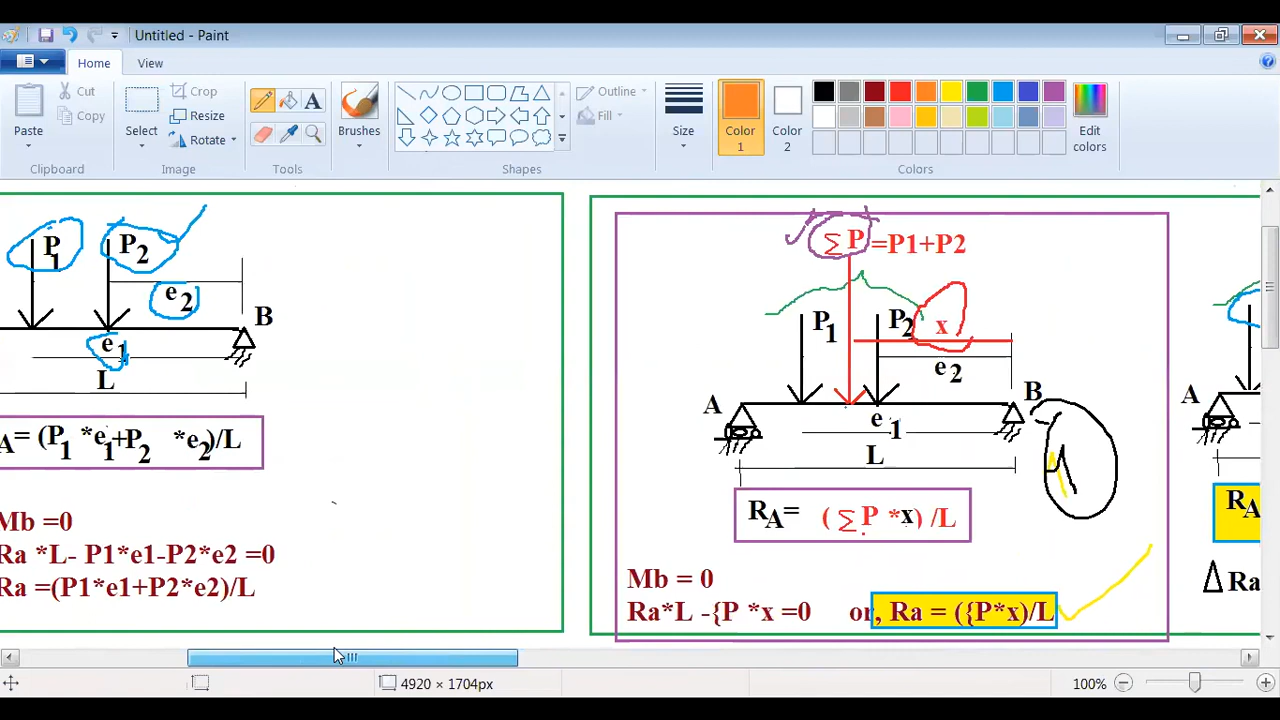 Untitled - Paint
Home View
Cut
Copy
Paste
Clipboard
Select
Crop
Resize
Rotate
Image
A
Tools
Brushes
Outline
Fill
Shapes
Size
Color 1
Color 2
Edit colors
Colors
P1
P2
e2
B
e1
L
A= (P1 *e1+P2 *e2)/L
Mb =0
Ra *L- P1*e1-P2*e2 =0
Ra =(P1*e1+P2*e2)/L
∑ P =P1+P2
P1
P2
x
e2
A
B
e1
L
RA= ( ∑ P *x) /L
Mb = 0
Ra*L -{P *x =0 or, Ra = ({P*x)/L
A
RA
Δ Ra
4920 × 1704px
100%